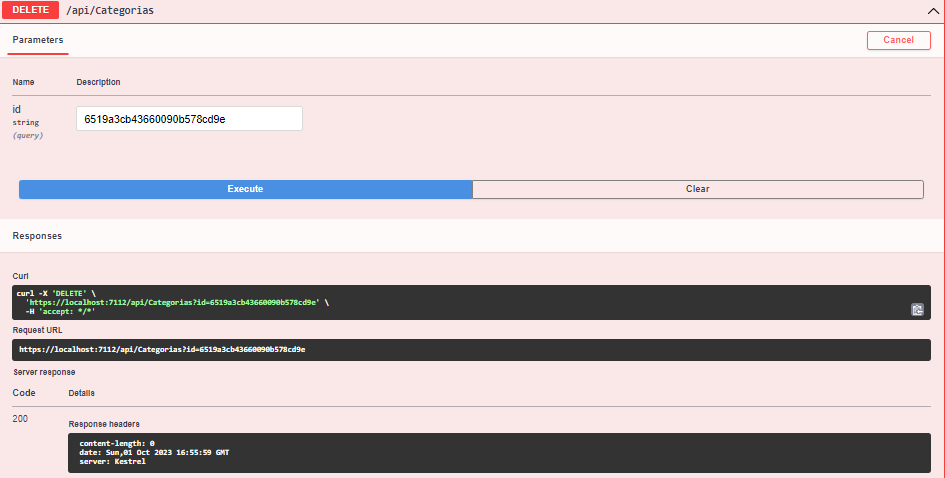 DELETE /api/Categorias
Parameters
Cancel
Name Description
id
string
(query)
6519a3cb43660090b578cd9e
Execute Clear
Responses
Curl
curl -X 'DELETE' \
'https://localhost:7112/api/Categorias?id=6519a3cb43660090b578cd9e' \
-H 'accept: */*'
Request URL
https://localhost:7112/api/Categorias?id=6519a3cb43660090b578cd9e
Server response
Code Details
200
Response headers
content-length: 0
date: Sun,01 Oct 2023 16:55:59 GMT
server: Kestrel